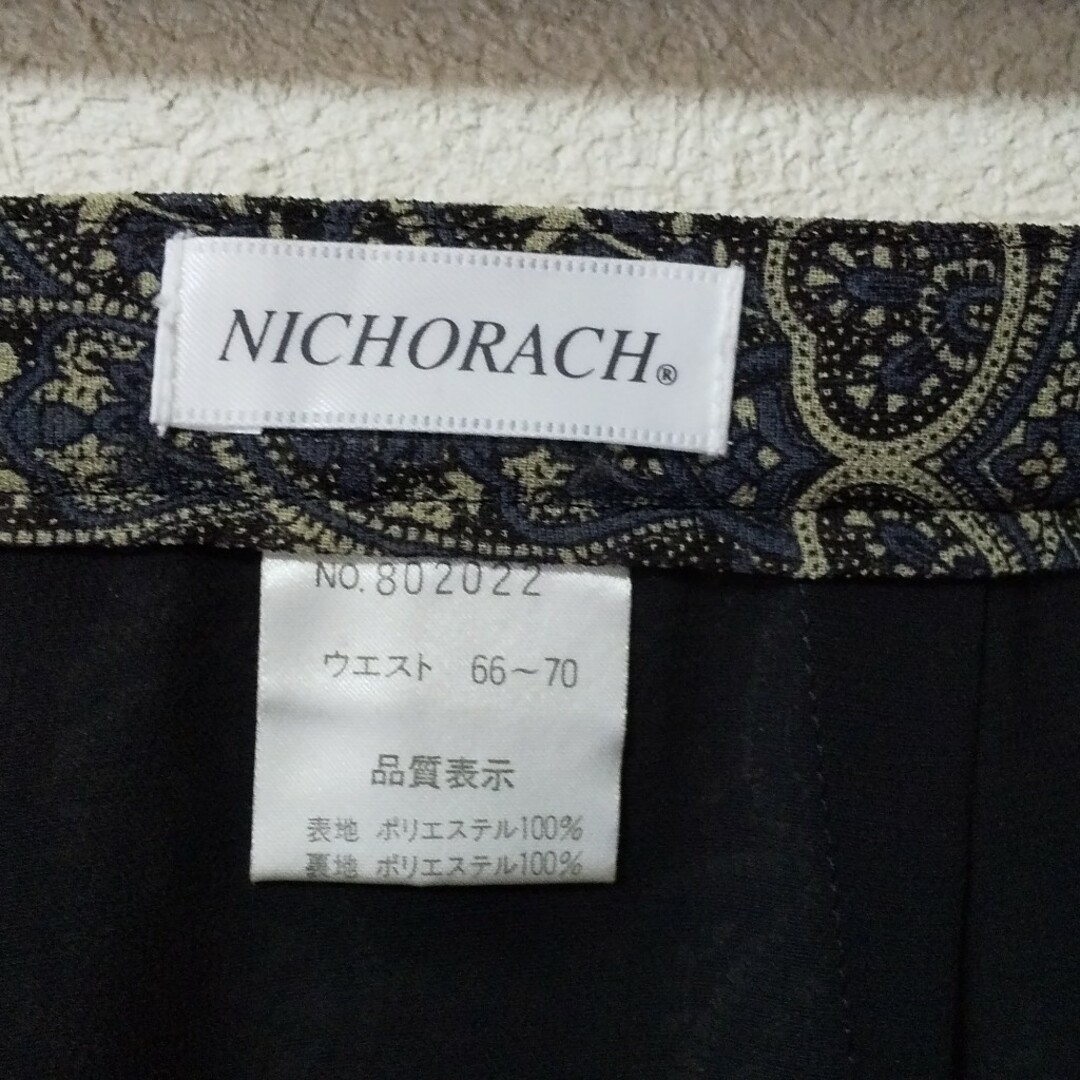 NICHORACH®
NO.802022
ウエスト 66～70
品質表示
表地 ポリエステル100%
裏地 ポリエステル100%